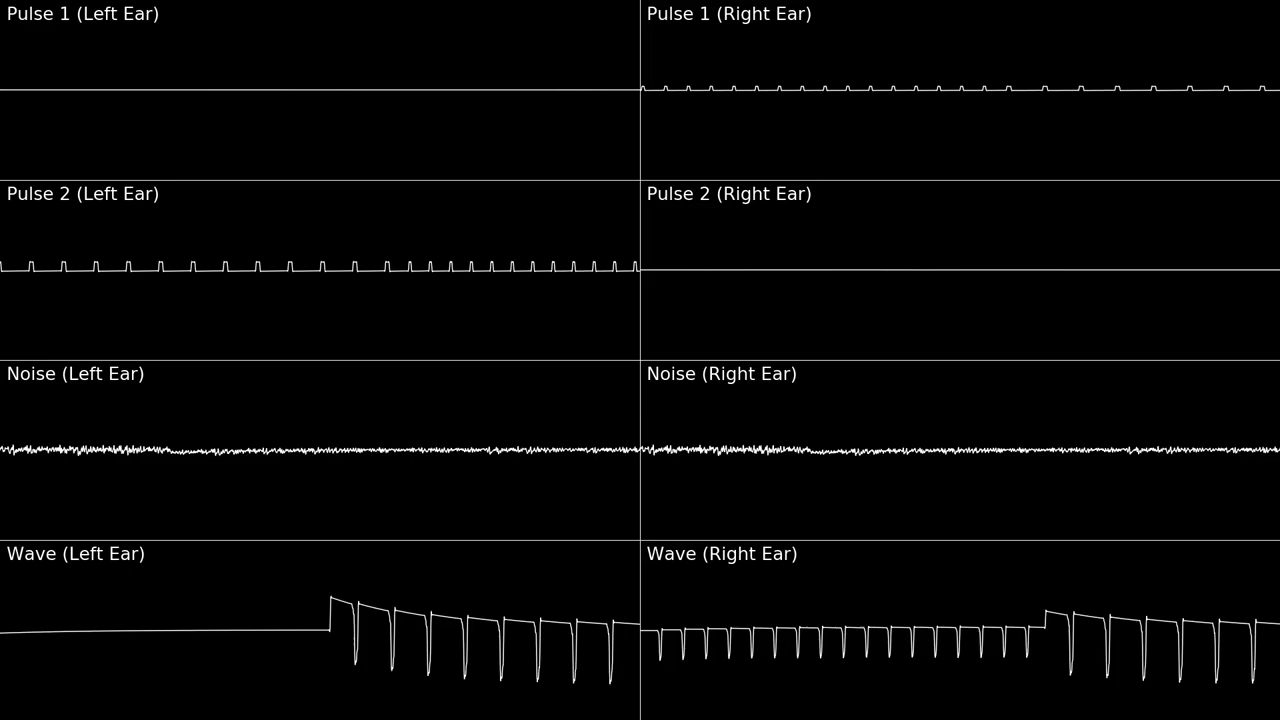 Pulse 1 (Left Ear)
Pulse 1 (Right Ear)
Pulse 2 (Left Ear)
Pulse 2 (Right Ear)
Noise (Left Ear)
Noise (Right Ear)
Wave (Left Ear)
Wave (Right Ear)